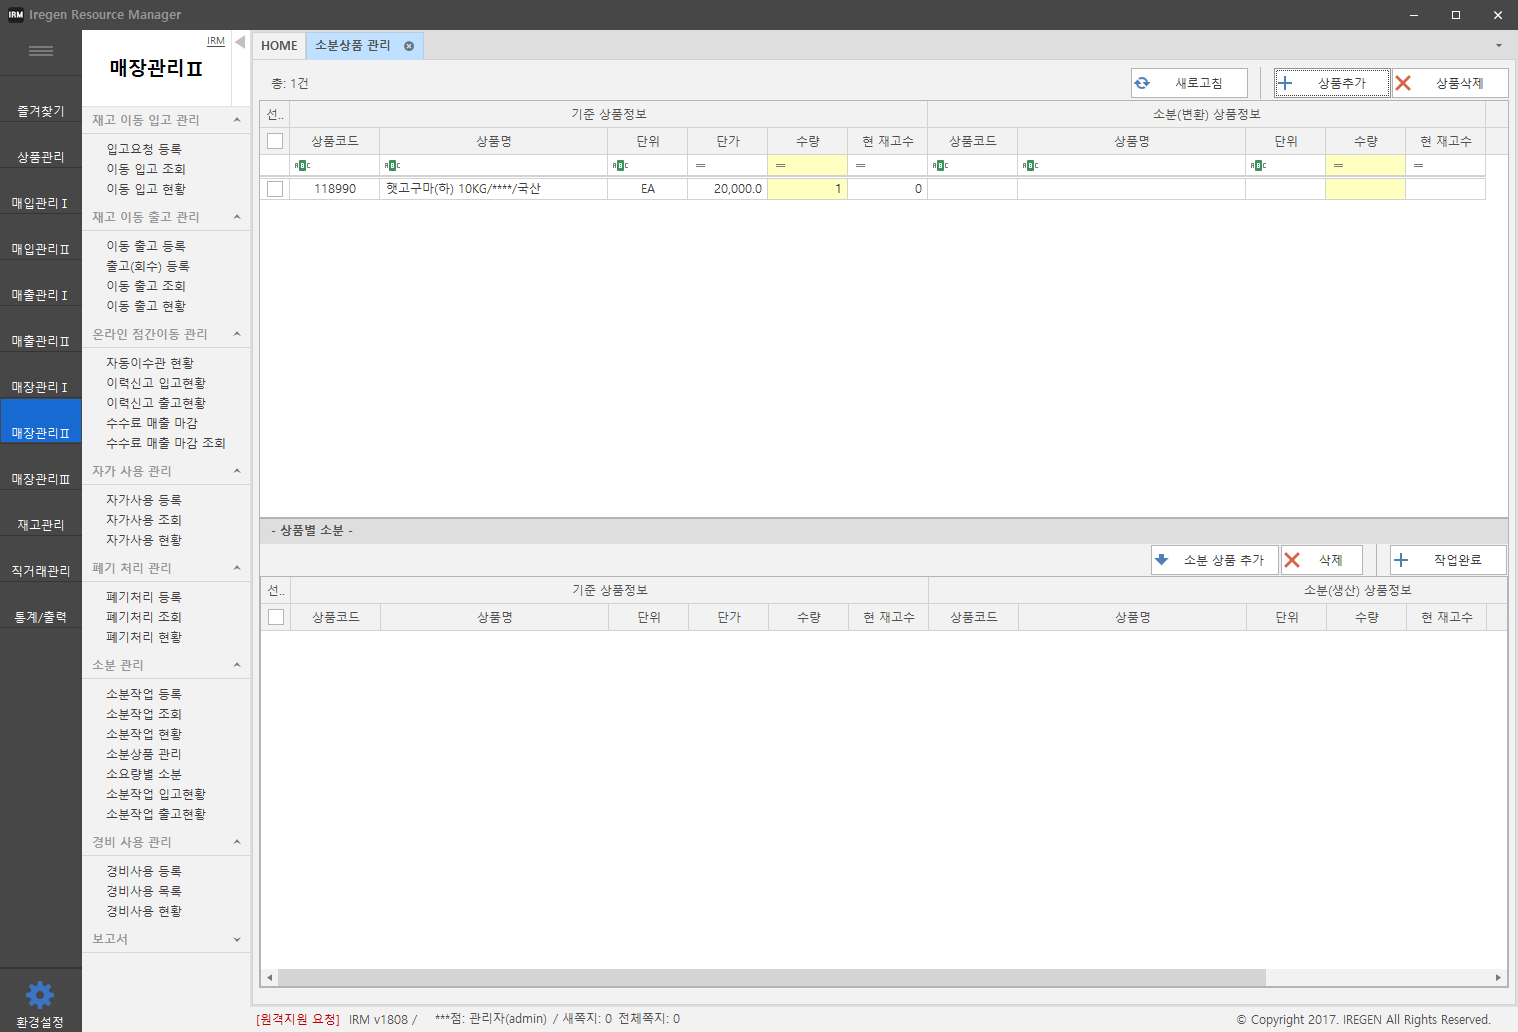 IRM Iregen Resource Manager
즐겨찾기
상품관리
매입관리Ⅰ
매입관리Ⅱ
매출관리Ⅰ
매출관리Ⅱ
매장관리Ⅰ
매장관리Ⅱ
매장관리Ⅲ
재고관리
직거래관리
통계/출력
환경설정
IRM
매장관리Ⅱ
재고 이동 입고 관리
입고요청 등록
이동 입고 조회
이동 입고 현황
재고 이동 출고 관리
이동 출고 등록
출고(회수) 등록
이동 출고 조회
이동 출고 현황
온라인 점간이동 관리
자동이수관 현황
이력신고 입고현황
이력신고 출고현황
수수료 매출 마감
수수료 매출 마감 조회
자가 사용 관리
자가사용 등록
자가사용 조회
자가사용 현황
폐기 처리 관리
폐기처리 등록
폐기처리 조회
폐기처리 현황
소분 관리
소분작업 등록
소분작업 조회
소분작업 현황
소분상품 관리
소요량별 소분
소분작업 입고현황
소분작업 출고현황
경비 사용 관리
경비사용 등록
경비사용 목록
경비사용 현황
보고서
HOME 소분상품 관리
총: 1건 새로고침 상품추가 상품삭제
선.. 기준 상품정보 소분(변환) 상품정보
상품코드 상품명 단위 단가 수량 현 재고수 상품코드 상품명 단위 수량 현 재고수
ABC ABC ABC = = = ABC ABC ABC = =
118990 햇고구마(하) 10KG/****/국산 EA 20,000.0 1 0
- 상품별 소분 -
소분 상품 추가 삭제 작업완료
선.. 기준 상품정보 소분(생산) 상품정보
상품코드 상품명 단위 단가 수량 현 재고수 상품코드 상품명 단위 수량 현 재고수
[원격지원 요청] IRM v1808 / ***점: 관리자(admin) / 새쪽지: 0 전체쪽지: 0 © Copyright 2017. IREGEN All Rights Reserved.